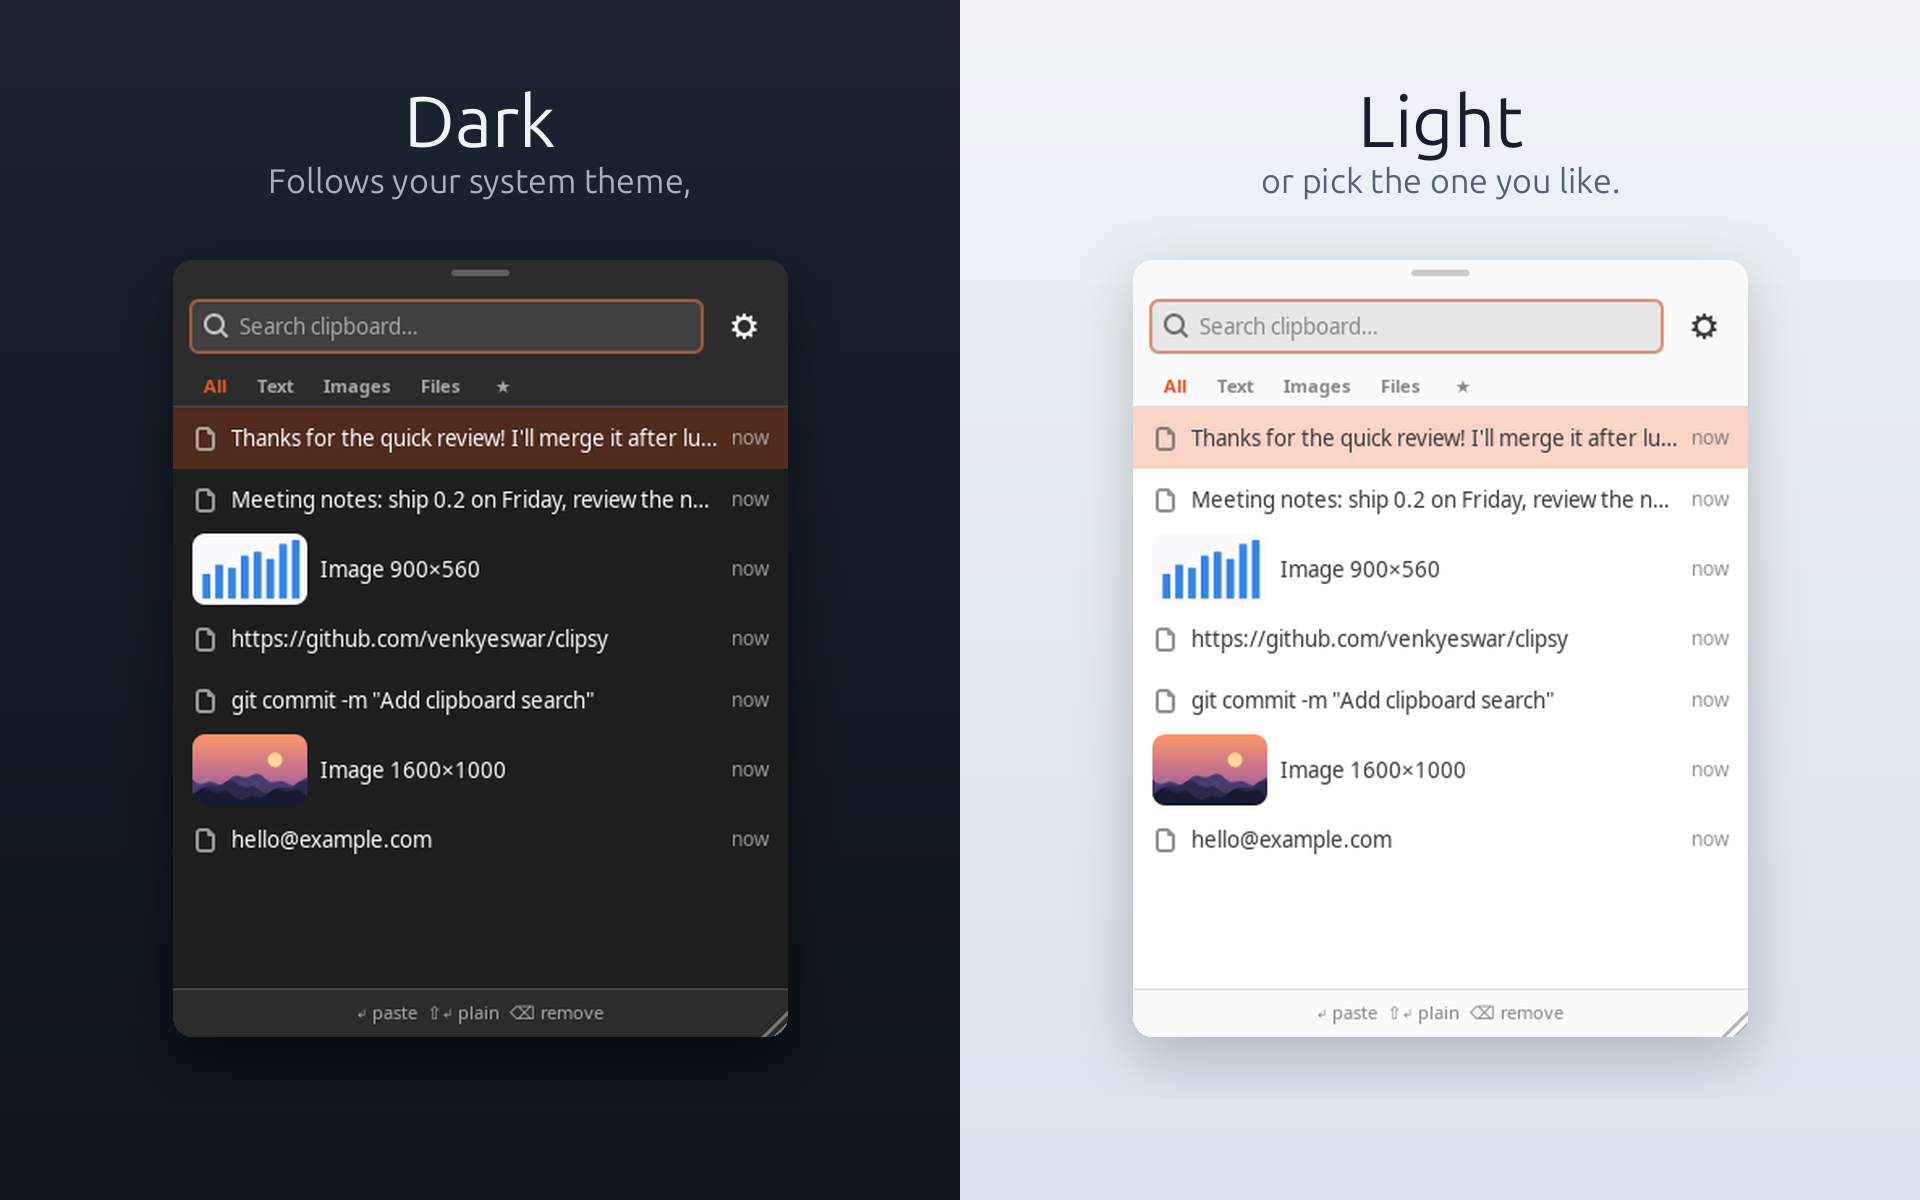 Dark
Follows your system theme,
Search clipboard...
All Text Images Files ★
Thanks for the quick review! I'll merge it after lu... now
Meeting notes: ship 0.2 on Friday, review the n... now
Image 900×560 now
https://github.com/venkyeswar/clipsy now
git commit -m "Add clipboard search" now
Image 1600×1000 now
hello@example.com now
↲ paste ⇧↲ plain ⌫ remove
Light
or pick the one you like.
Search clipboard...
All Text Images Files ★
Thanks for the quick review! I'll merge it after lu... now
Meeting notes: ship 0.2 on Friday, review the n... now
Image 900×560 now
https://github.com/venkyeswar/clipsy now
git commit -m "Add clipboard search" now
Image 1600×1000 now
hello@example.com now
↲ paste ⇧↲ plain ⌫ remove